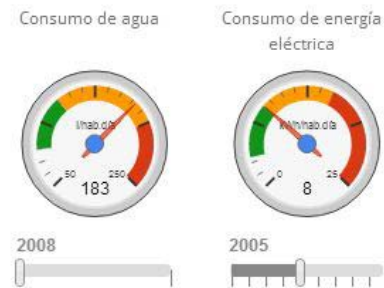 Consumo de agua
l/hab.día
50
250
183
2008
Consumo de energía
eléctrica
kWh/hab.día
0
25
8
2005